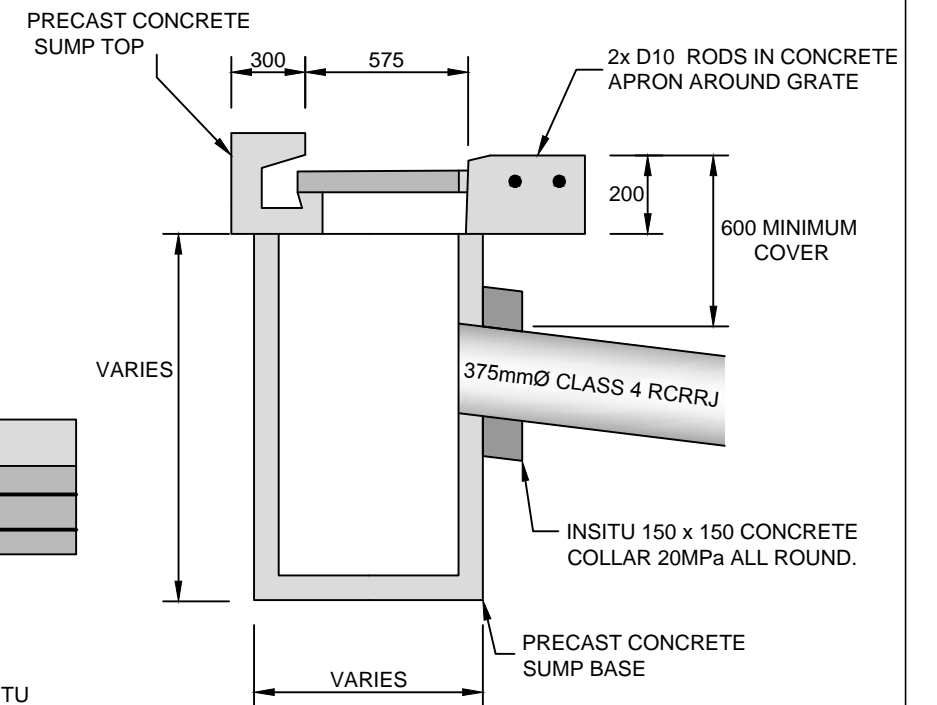 PRECAST CONCRETE
SUMP TOP
300
575
2x D10 RODS IN CONCRETE
APRON AROUND GRATE
200
600 MINIMUM
COVER
VARIES
375mmØ CLASS 4 RCRRJ
INSITU 150 x 150 CONCRETE
COLLAR 20MPa ALL ROUND.
PRECAST CONCRETE
SUMP BASE
VARIES
TU